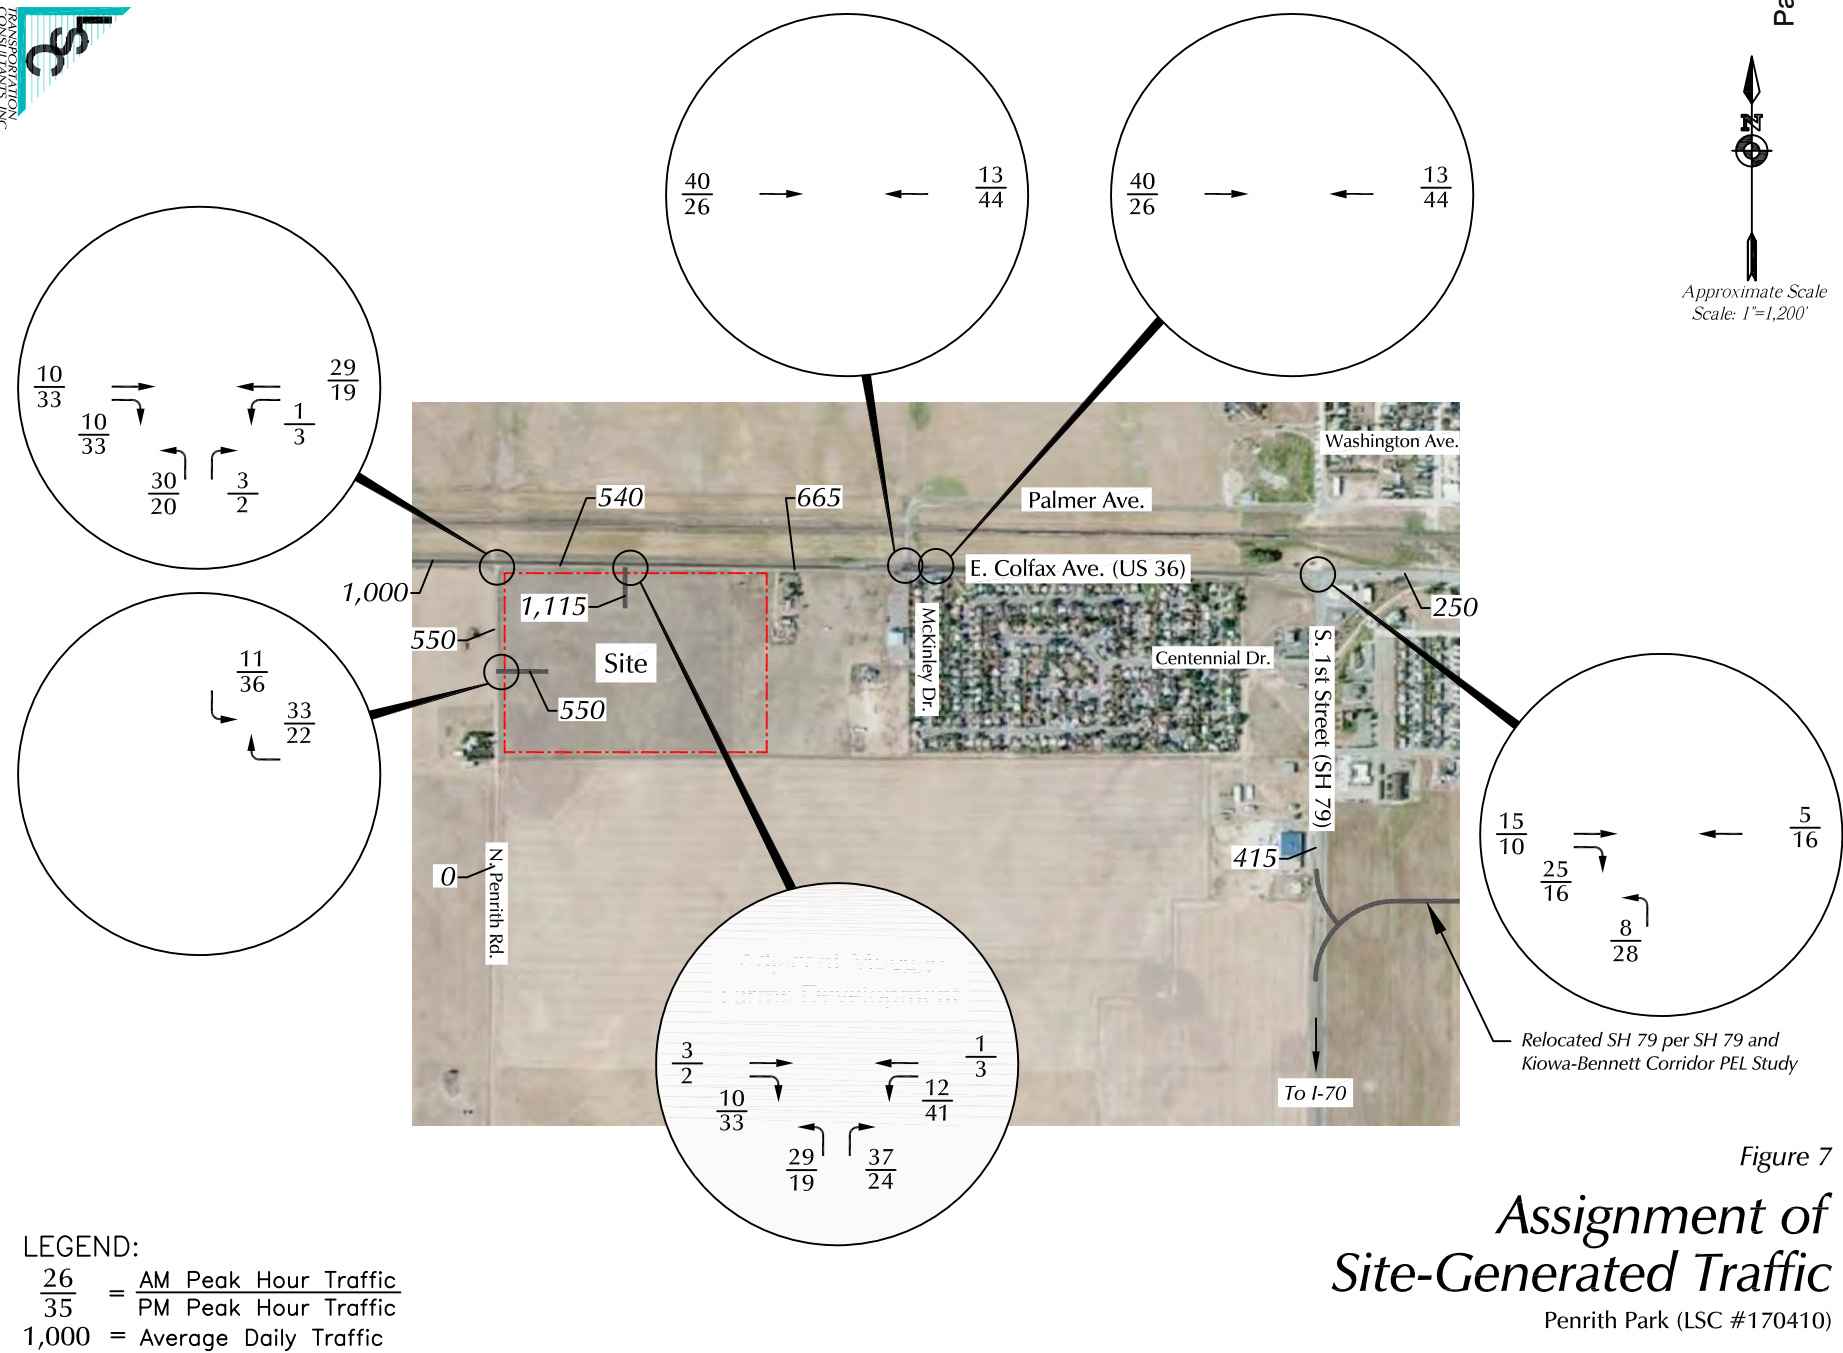 LSC
TRANSPORTATION
CONSULTANTS, INC
Pa
N
Approximate Scale
Scale: 1"=1,200'
40
26
13
44
40
26
13
44
10
33
10
33
29
19
1
3
30
20
3
2
11
36
33
22
540
665
1,000
1,115
550
550
Site
0
N. Penrith Rd.
Palmer Ave.
Washington Ave.
E. Colfax Ave. (US 36)
McKinley Dr.
Centennial Dr.
S. 1st Street (SH 79)
250
415
To I-70
15
10
25
16
5
16
8
28
3
2
10
33
1
3
12
41
29
19
37
24
Relocated SH 79 per SH 79 and
Kiowa-Bennett Corridor PEL Study
Figure 7
Assignment of
Site-Generated Traffic
Penrith Park (LSC #170410)
LEGEND:
26
35
= AM Peak Hour Traffic
PM Peak Hour Traffic
1,000 = Average Daily Traffic